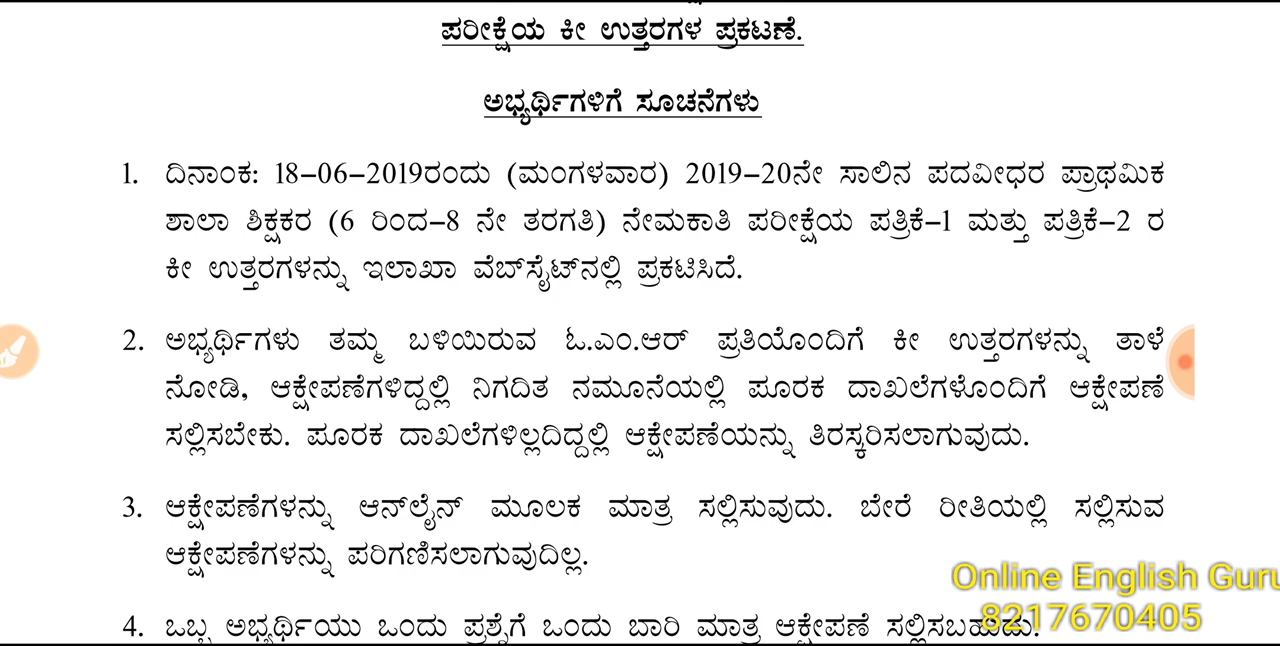 ಪರೀಕ್ಷೆಯ ಕೀ ಉತ್ತರಗಳ ಪ್ರಕಟಣೆ.
ಅಭ್ಯರ್ಥಿಗಳಿಗೆ ಸೂಚನೆಗಳು
1. ದಿನಾಂಕ: 18-06-2019ರಂದು (ಮಂಗಳವಾರ) 2019-20ನೇ ಸಾಲಿನ ಪದವೀಧರ ಪ್ರಾಥಮಿಕ
ಶಾಲಾ ಶಿಕ್ಷಕರ (6 ರಿಂದ-8 ನೇ ತರಗತಿ) ನೇಮಕಾತಿ ಪರೀಕ್ಷೆಯ ಪತ್ರಿಕೆ-1 ಮತ್ತು ಪತ್ರಿಕೆ-2 ರ
ಕೀ ಉತ್ತರಗಳನ್ನು ಇಲಾಖಾ ವೆಬ್‌ಸೈಟ್‌ನಲ್ಲಿ ಪ್ರಕಟಿಸಿದೆ.
2. ಅಭ್ಯರ್ಥಿಗಳು ತಮ್ಮ ಬಳಿಯಿರುವ ಓ.ಎಂ.ಆರ್ ಪ್ರತಿಯೊಂದಿಗೆ ಕೀ ಉತ್ತರಗಳನ್ನು ತಾಳೆ
ನೋಡಿ, ಆಕ್ಷೇಪಣೆಗಳಿದ್ದಲ್ಲಿ ನಿಗದಿತ ನಮೂನೆಯಲ್ಲಿ ಪೂರಕ ದಾಖಲೆಗಳೊಂದಿಗೆ ಆಕ್ಷೇಪಣೆ
ಸಲ್ಲಿಸಬೇಕು. ಪೂರಕ ದಾಖಲೆಗಳಿಲ್ಲದಿದ್ದಲ್ಲಿ ಆಕ್ಷೇಪಣೆಯನ್ನು ತಿರಸ್ಕರಿಸಲಾಗುವುದು.
3. ಆಕ್ಷೇಪಣೆಗಳನ್ನು ಆನ್‌ಲೈನ್ ಮೂಲಕ ಮಾತ್ರ ಸಲ್ಲಿಸುವುದು. ಬೇರೆ ರೀತಿಯಲ್ಲಿ ಸಲ್ಲಿಸುವ
ಆಕ್ಷೇಪಣೆಗಳನ್ನು ಪರಿಗಣಿಸಲಾಗುವುದಿಲ್ಲ.
Online English Guru
4. ಒಬ್ಬ ಅಭ್ಯರ್ಥಿಯು ಒಂದು ಪ್ರಶ್ನೆಗೆ ಒಂದು ಬಾರಿ ಮಾತ್ರ ಆಕ್ಷೇಪಣೆ ಸಲ್ಲಿಸಬಹುದು.
8217670405